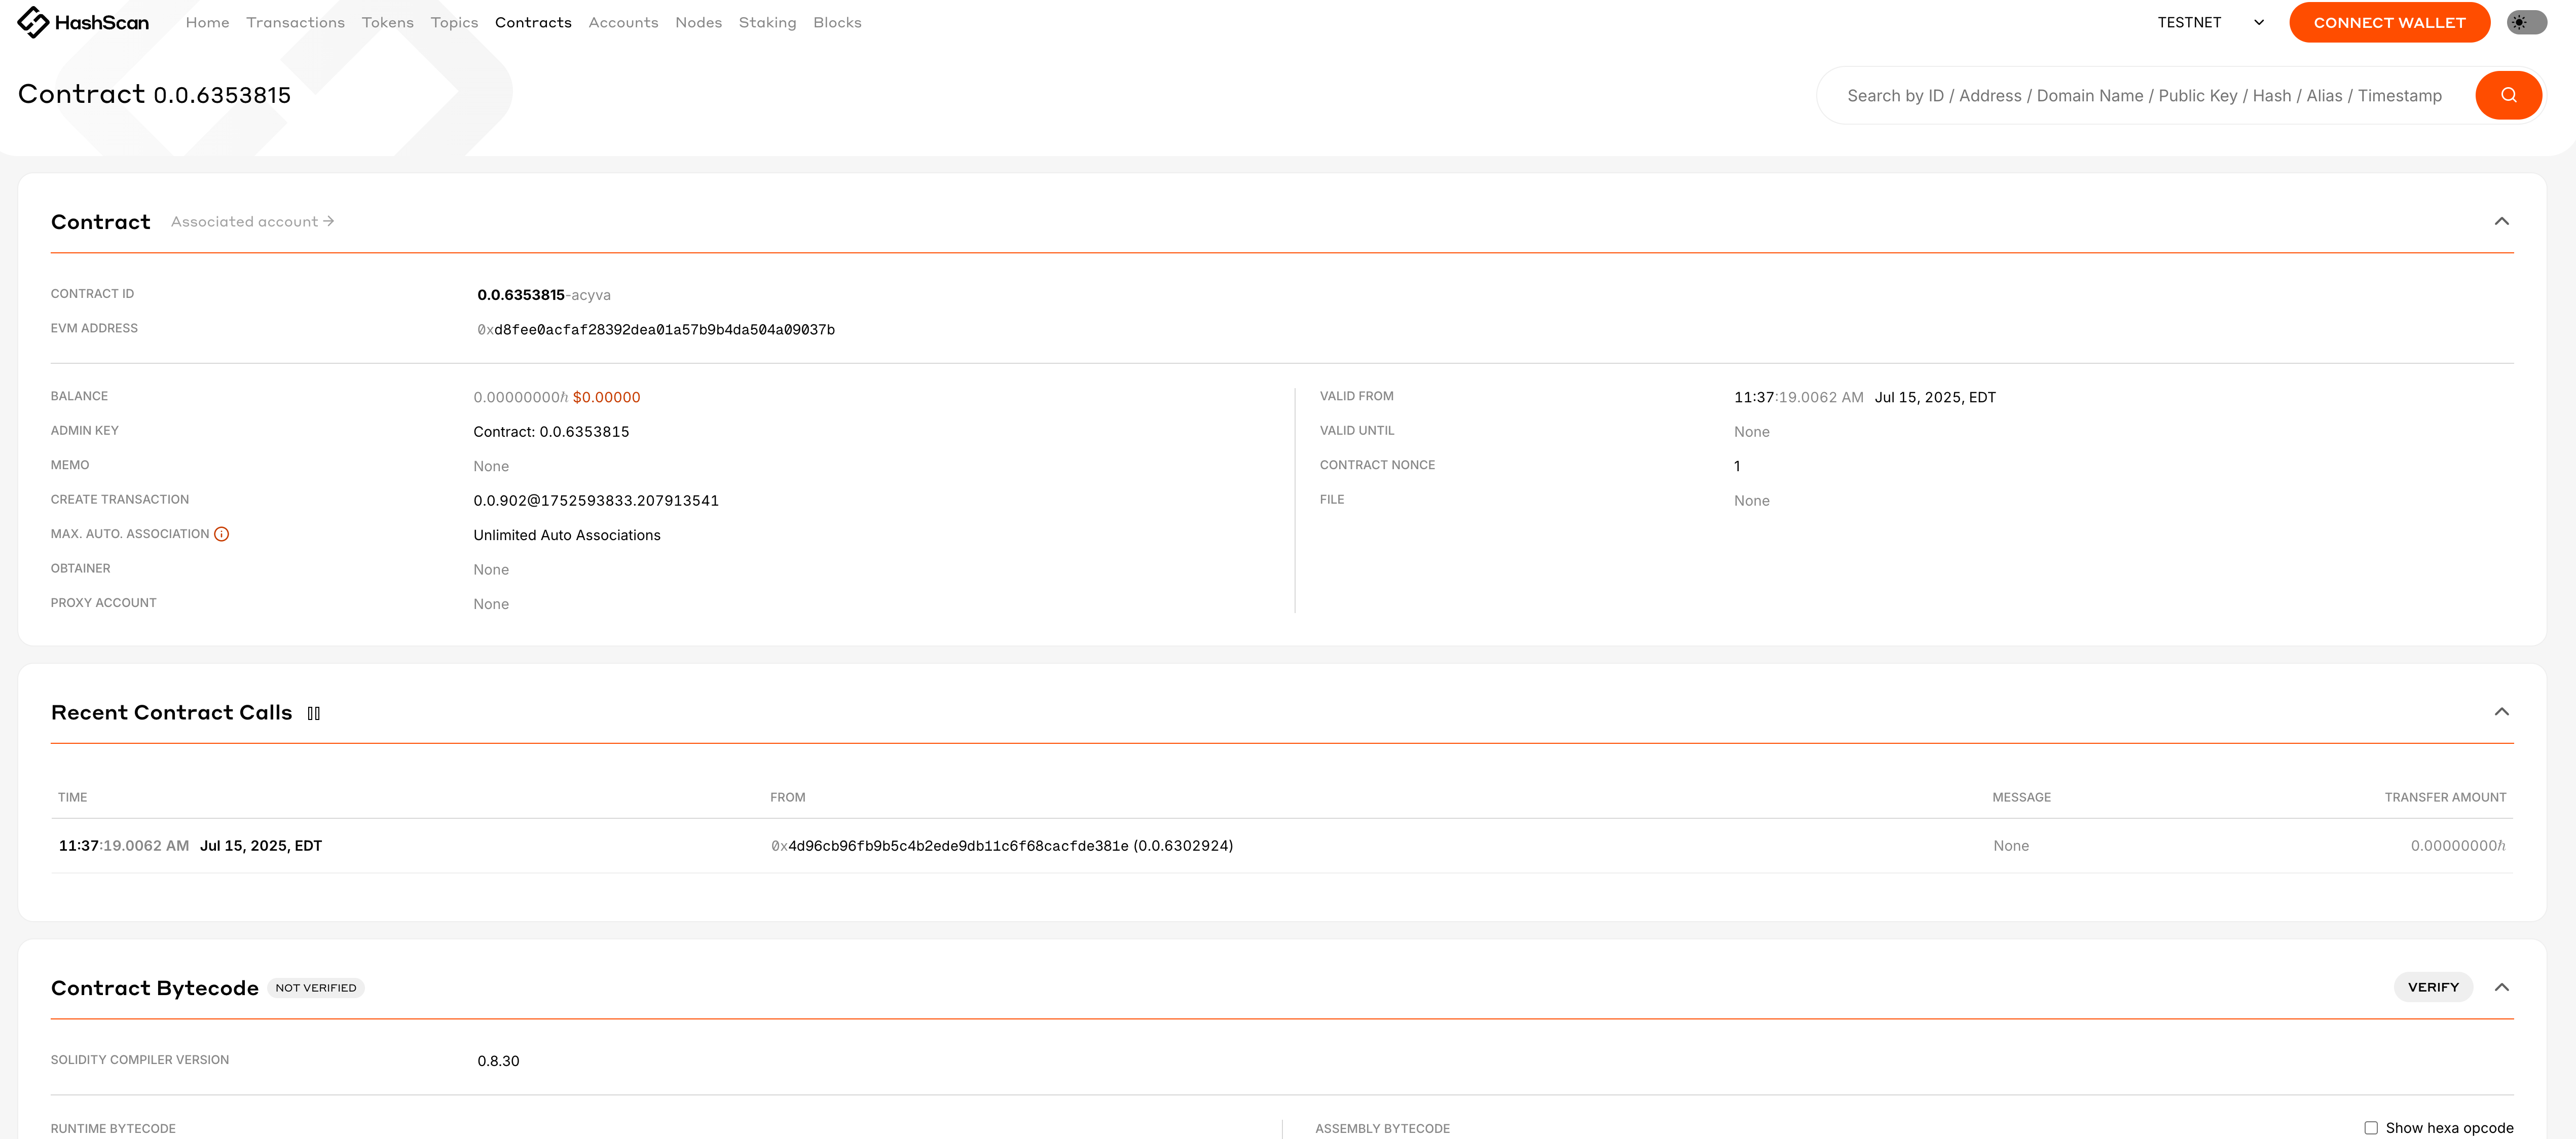 HashScan Home Transactions Tokens Topics Contracts Accounts Nodes Staking Blocks TESTNET CONNECT WALLET
Contract 0.0.6353815
Search by ID / Address / Domain Name / Public Key / Hash / Alias / Timestamp
Contract Associated account →
CONTRACT ID 0.0.6353815-acyva
EVM ADDRESS 0xd8fee0acfaf28392dea01a57b9b4da504a09037b
BALANCE 0.00000000ℏ $0.00000
ADMIN KEY Contract: 0.0.6353815
MEMO None
CREATE TRANSACTION 0.0.902@1752593833.207913541
MAX. AUTO. ASSOCIATION Unlimited Auto Associations
OBTAINER None
PROXY ACCOUNT None
VALID FROM 11:37:19.0062 AM Jul 15, 2025, EDT
VALID UNTIL None
CONTRACT NONCE 1
FILE None
Recent Contract Calls
TIME FROM MESSAGE TRANSFER AMOUNT
11:37:19.0062 AM Jul 15, 2025, EDT 0x4d96cb96fb9b5c4b2ede9db11c6f68cacfde381e (0.0.6302924) None 0.00000000ℏ
Contract Bytecode NOT VERIFIED VERIFY
SOLIDITY COMPILER VERSION 0.8.30
RUNTIME BYTECODE ASSEMBLY BYTECODE Show hexa opcode